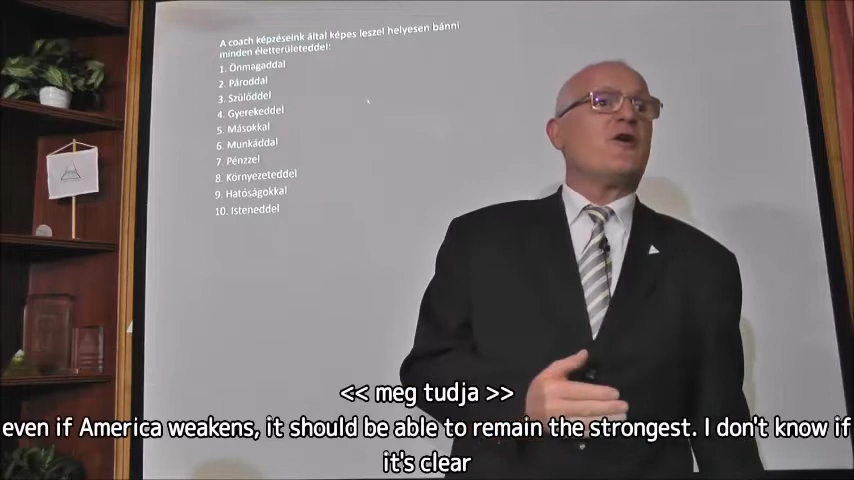 A coach képzéseink által képes leszel helyesen bánni
minden életterületeddel:
1. Önmagaddal
2. Pároddal
3. Szülőddel
4. Gyerekeddel
5. Másokkal
6. Munkáddal
7. Pénzzel
8. Környezeteddel
9. Hatóságokkal
10. Isteneddel
<< meg tudja >>
even if America weakens, it should be able to remain the strongest. I don't know if
it's clear